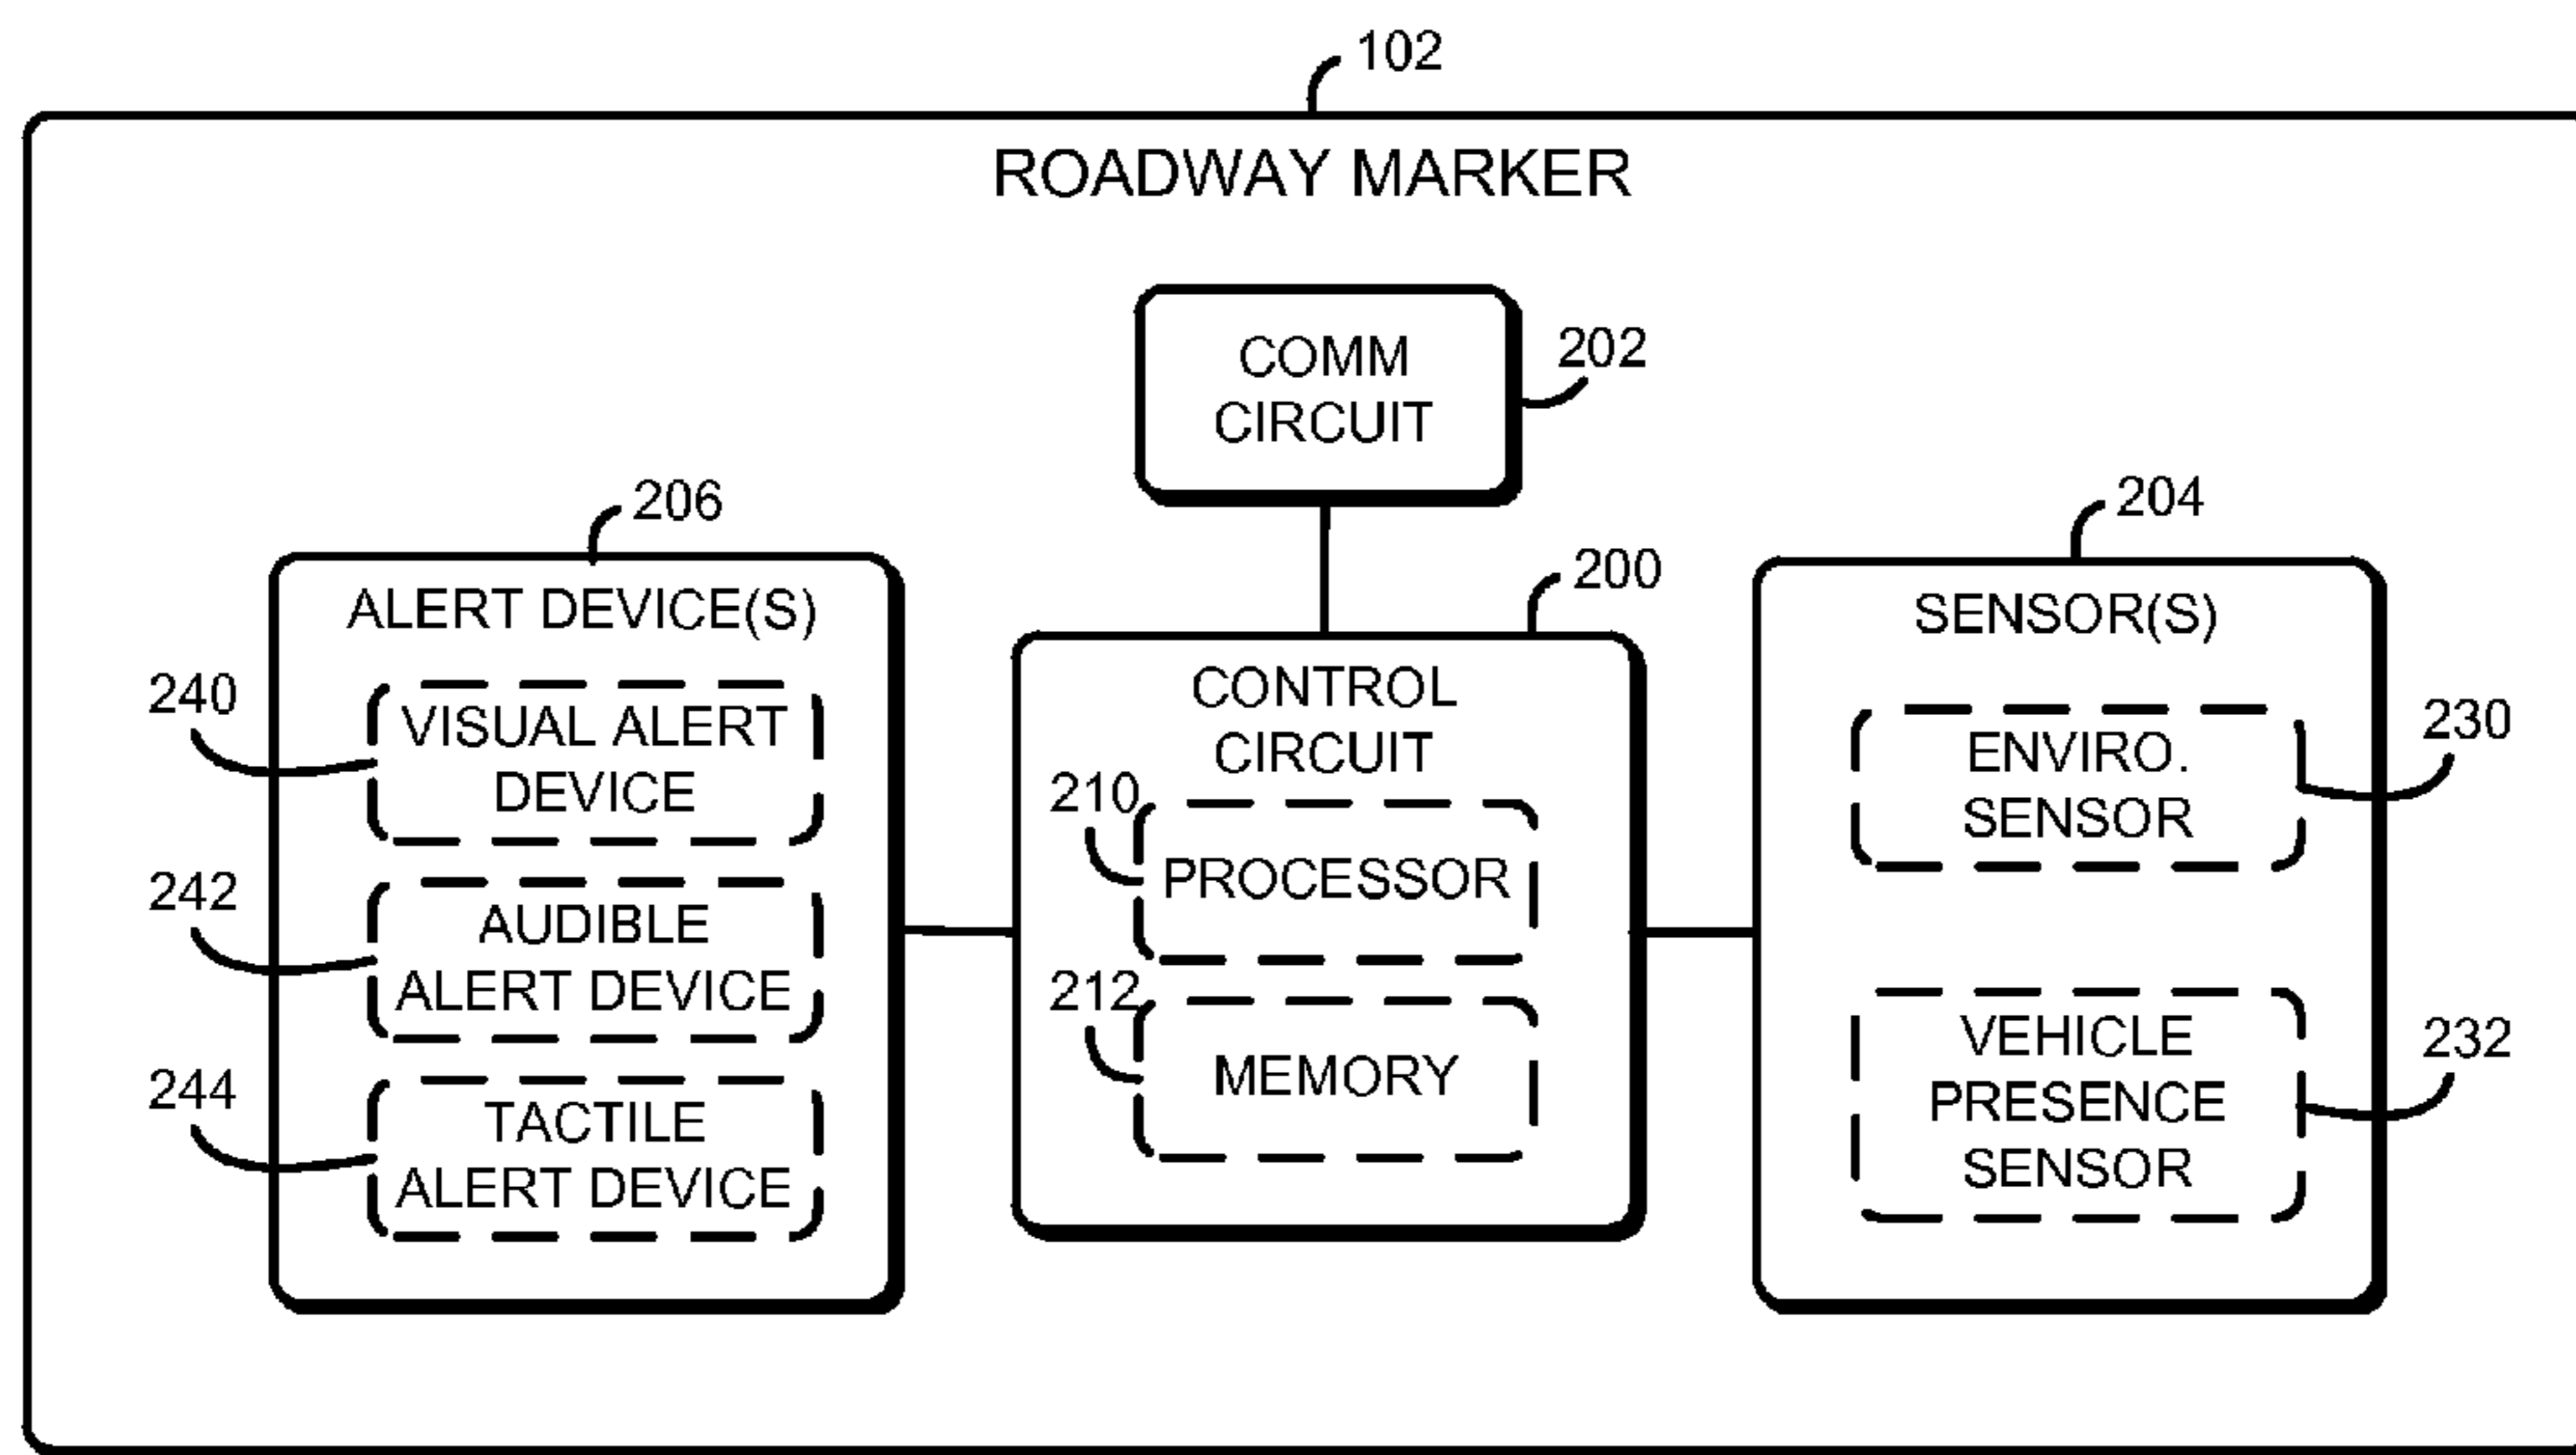 102
ROADWAY MARKER
COMM
CIRCUIT
202
206
ALERT DEVICE(S)
240
VISUAL ALERT
DEVICE
242
AUDIBLE
ALERT DEVICE
244
TACTILE
ALERT DEVICE
200
CONTROL
CIRCUIT
210
PROCESSOR
212
MEMORY
204
SENSOR(S)
ENVIRO.
SENSOR
230
VEHICLE
PRESENCE
SENSOR
232